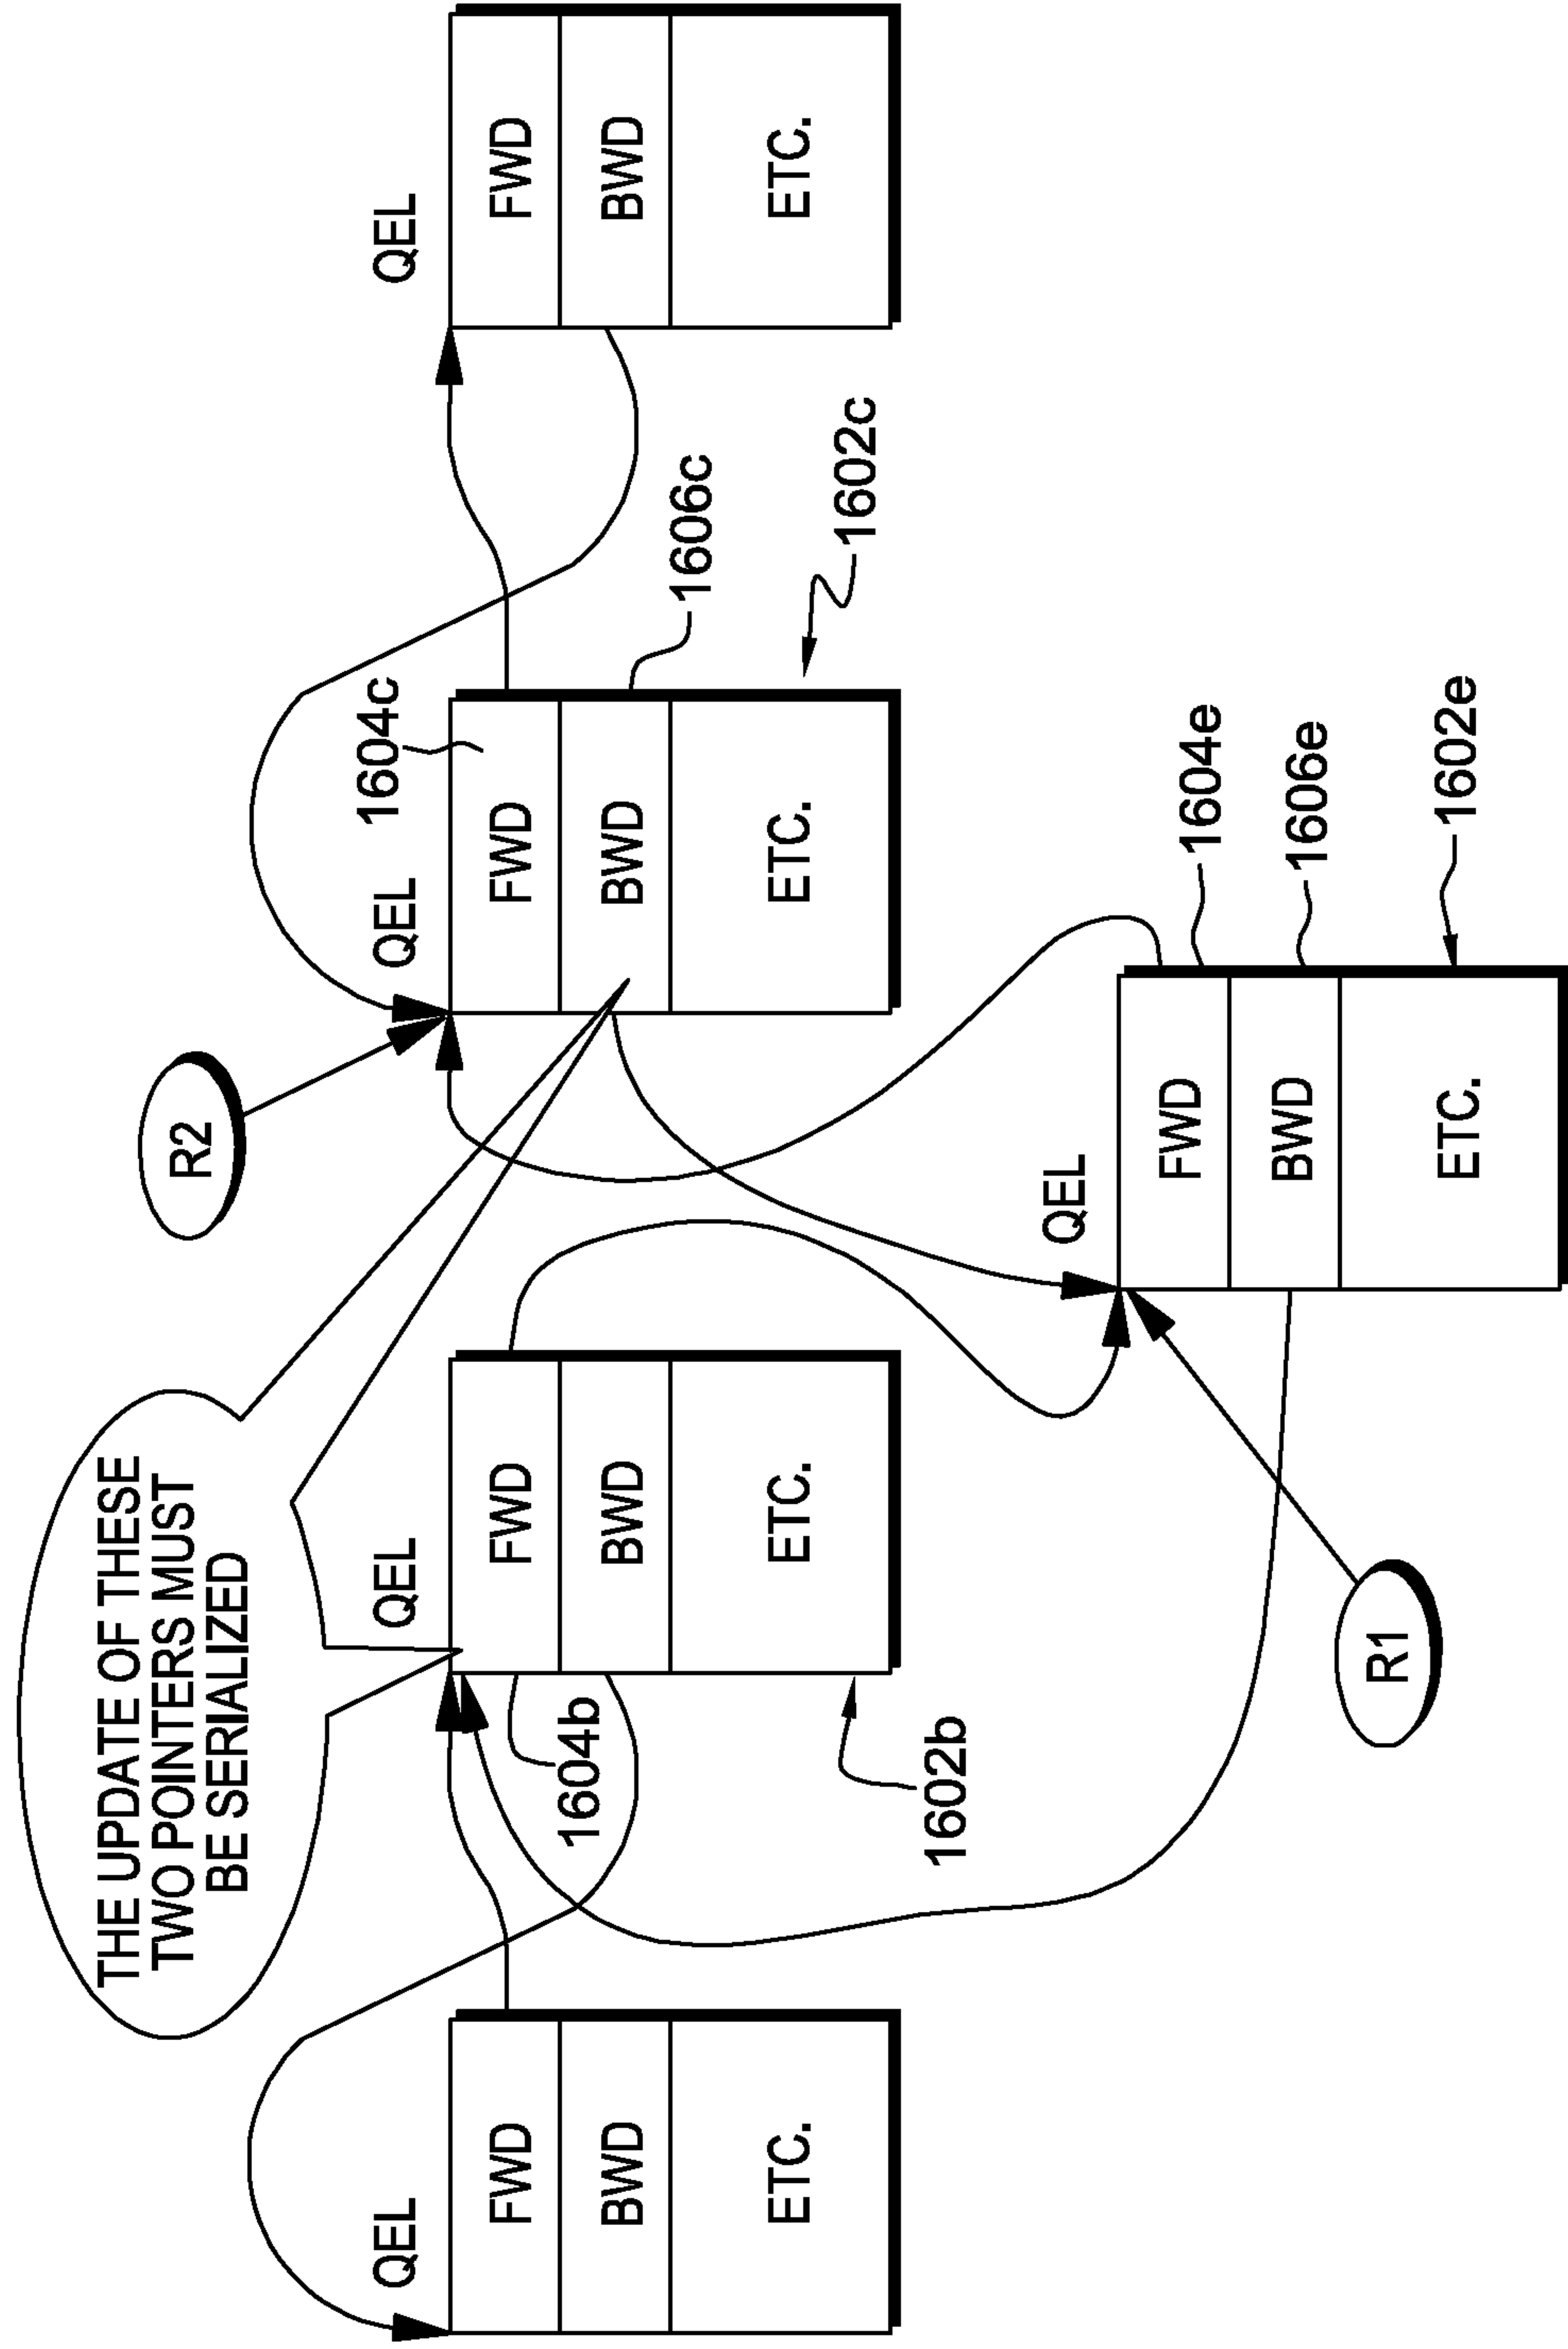 THE UPDATE OF THESE
TWO POINTERS MUST
BE SERIALIZED
R2
QEL
FWD
BWD
ETC.
QEL
FWD
BWD
ETC.
1604b
1602b
QEL
1604c
FWD
BWD
ETC.
1606c
1602c
QEL
FWD
BWD
ETC.
QEL
FWD
BWD
ETC.
1604e
1606e
1602e
R1